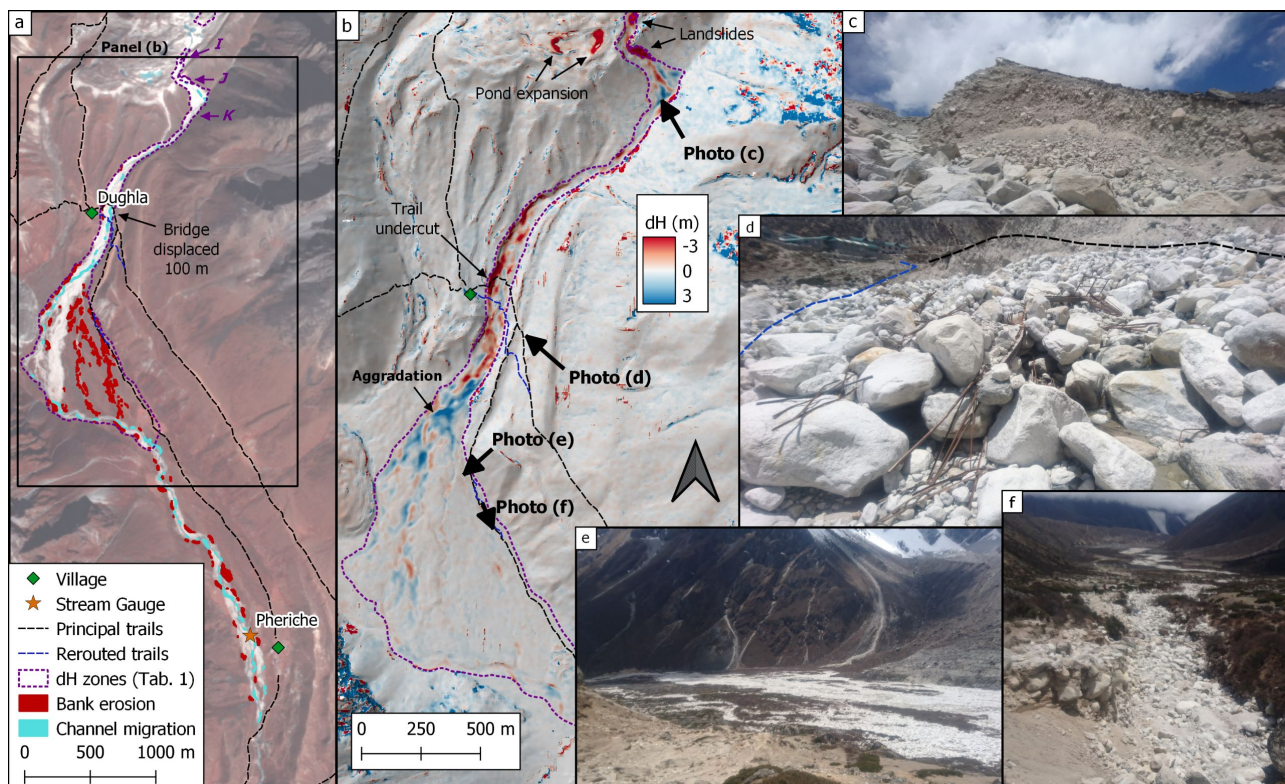 a
Panel (b)
I
J
K
Dughla
Bridge
displaced
100 m
Pheriche
Village
Stream Gauge
Principal trails
Rerouted trails
dH zones (Tab. 1)
Bank erosion
Channel migration
0 500 1000 m
b
Landslides
Pond expansion
Photo (c)
dH (m)
-3
0
3
Trail
undercut
Photo (d)
Aggradation
Photo (e)
Photo (f)
0 250 500 m
c
d
e
f